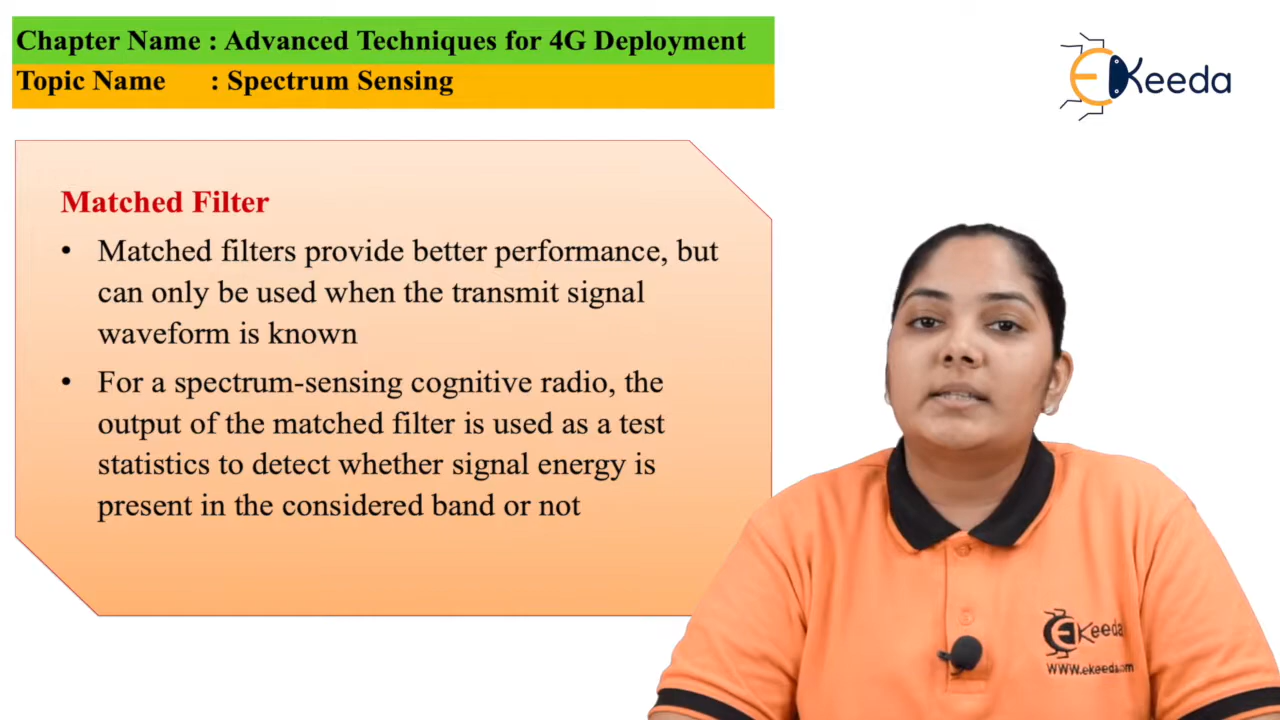 Chapter Name : Advanced Techniques for 4G Deployment
Topic Name : Spectrum Sensing
EKeeda
Matched Filter
• Matched filters provide better performance, but
can only be used when the transmit signal
waveform is known
• For a spectrum-sensing cognitive radio, the
output of the matched filter is used as a test
statistics to detect whether signal energy is
present in the considered band or not
EKeeda
www.ekeeda.com